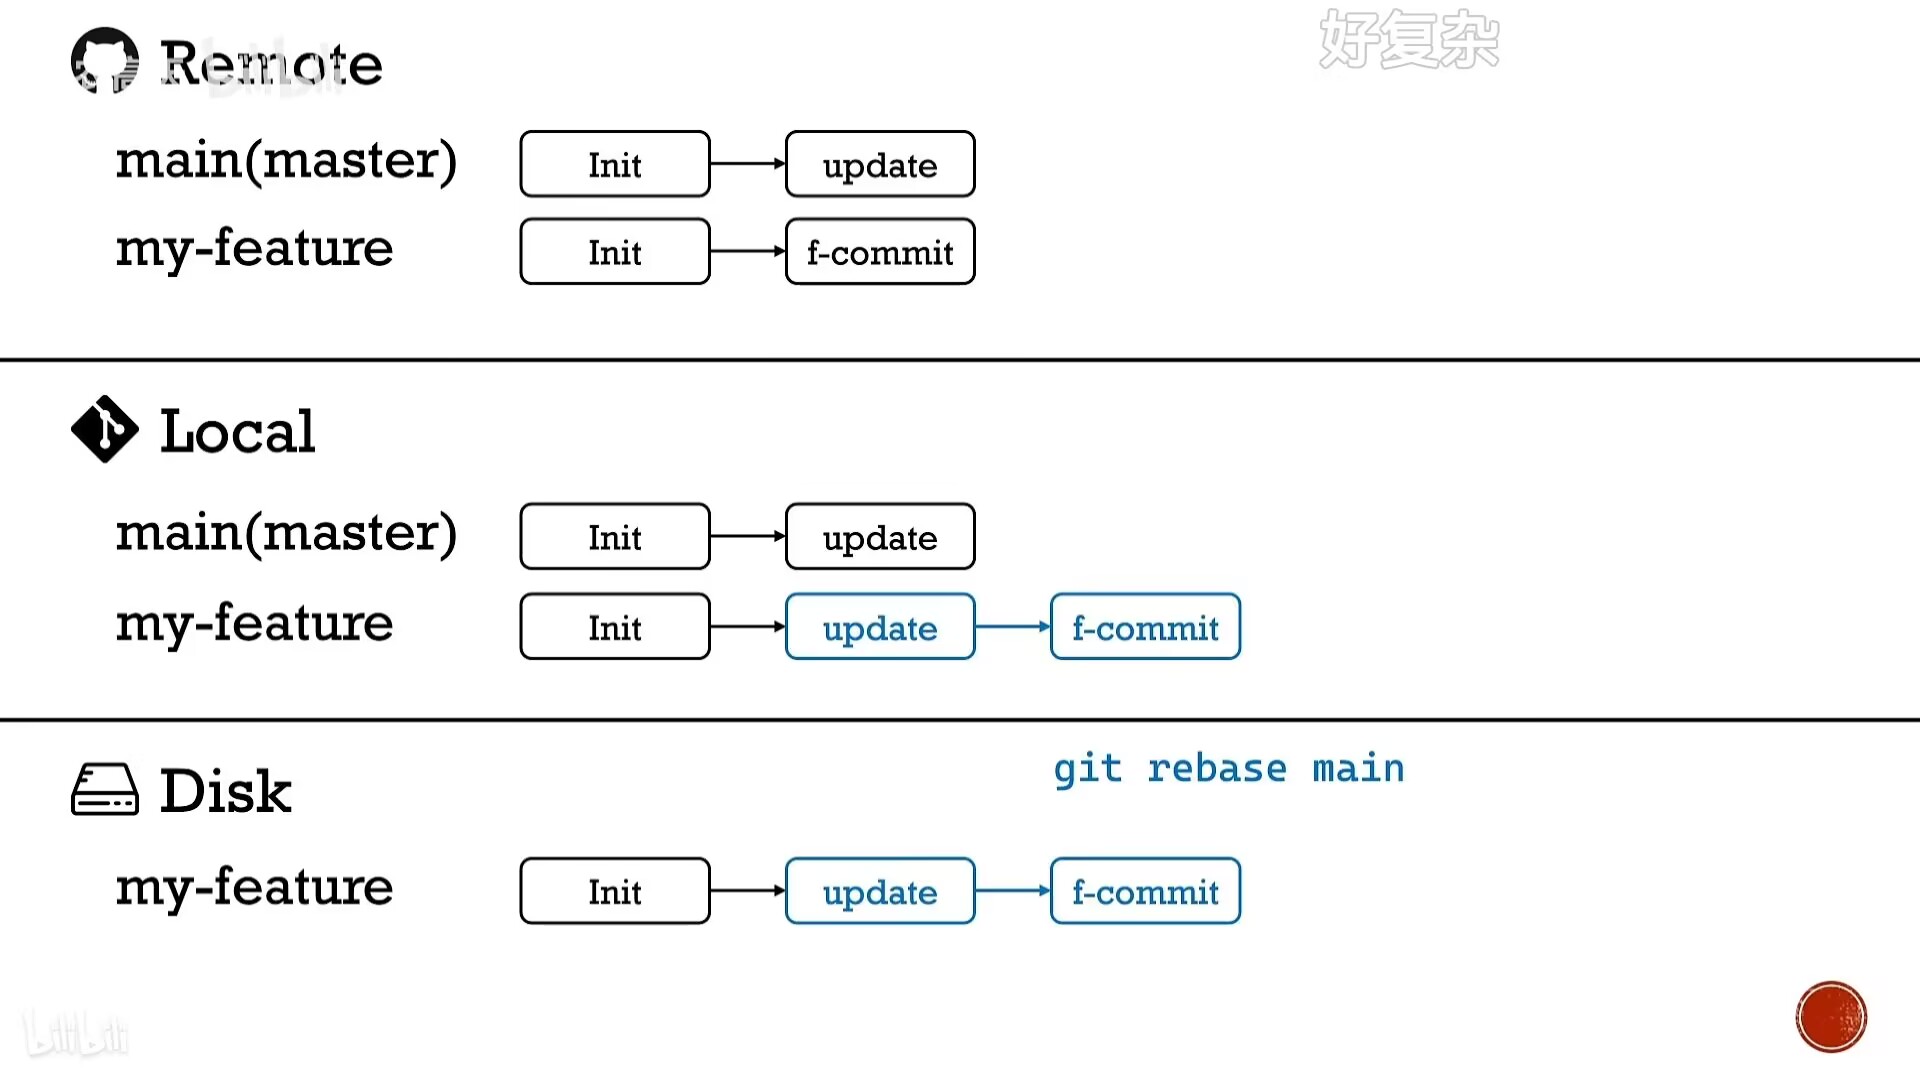 Remote
bilibili
好复杂
main(master) Init update
my-feature Init f-commit
Local
main(master) Init update
my-feature Init update f-commit
Disk
git rebase main
my-feature Init update f-commit
bilibili